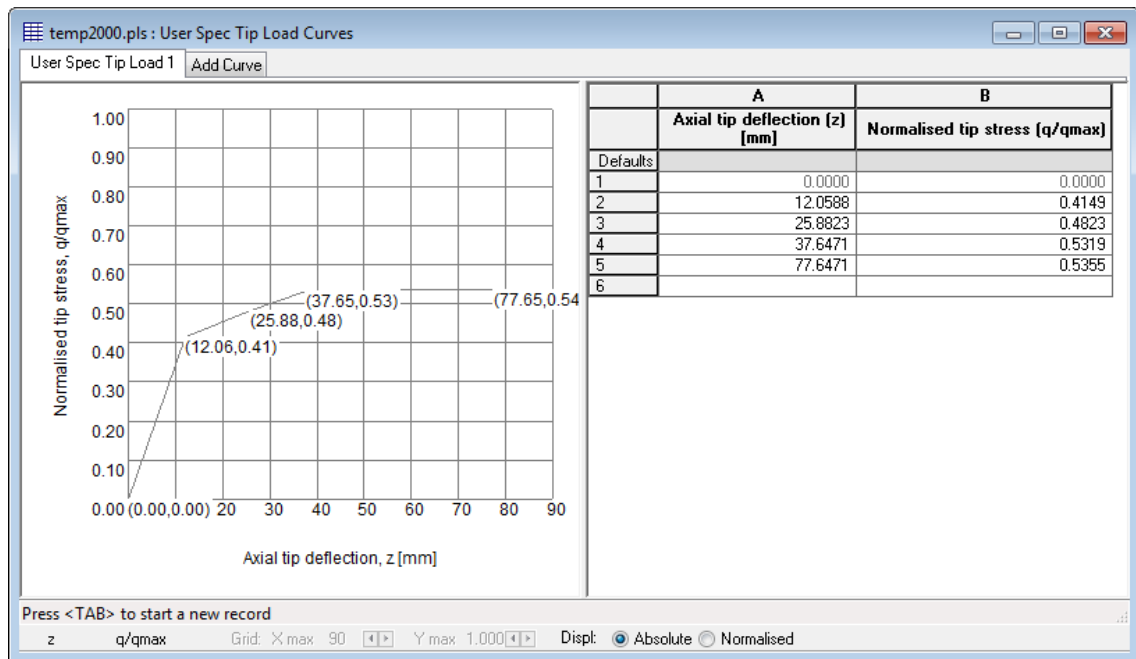 temp2000.pls : User Spec Tip Load Curves
User Spec Tip Load 1 Add Curve
1.00
0.90
0.80
0.70
0.60
0.50
0.40
0.30
0.20
0.10
0.00
Normalised tip stress, q/qmax
(0.00,0.00)
(12.06,0.41)
(25.88,0.48)
(37.65,0.53)
(77.65,0.54
20 30 40 50 60 70 80 90
Axial tip deflection, z [mm]
A B
Axial tip deflection (z) [mm] Normalised tip stress (q/qmax)
Defaults
1 0.0000 0.0000
2 12.0588 0.4149
3 25.8823 0.4823
4 37.6471 0.5319
5 77.6471 0.5355
6
Press <TAB> to start a new record
z q/qmax Grid: X max 90 Y max 1.000 Displ: Absolute Normalised